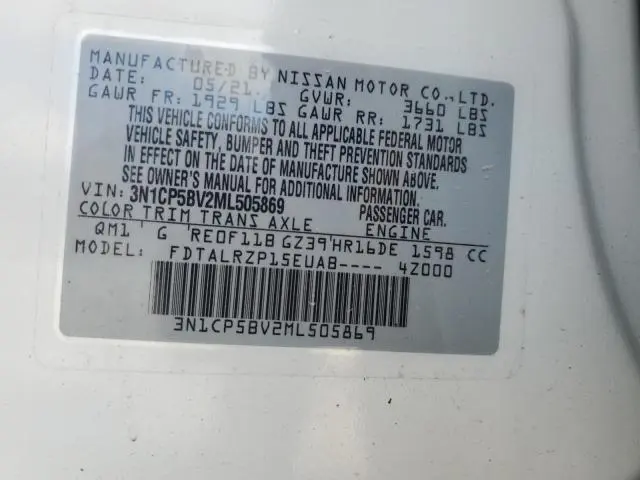 MANUFACTURED BY NISSAN MOTOR CO.,LTD.
DATE: 05/21 GVWR: 3660 LBS
GAWR FR: 1929 LBS GAWR RR: 1731 LBS
THIS VEHICLE CONFORMS TO ALL APPLICABLE FEDERAL MOTOR
VEHICLE SAFETY, BUMPER AND THEFT PREVENTION STANDARDS
IN EFFECT ON THE DATE OF MANUFACTURE SHOWN ABOVE.
SEE OWNER'S MANUAL FOR ADDITIONAL INFORMATION.
VIN: 3N1CP5BV2ML505869 PASSENGER CAR.
COLOR TRIM TRANS AXLE ENGINE
QM1 G RE0F11B GZ39 HR16DE 1598 CC
MODEL: FDTALRZP15EUAB---- 4Z000
3N1CP5BV2ML505869